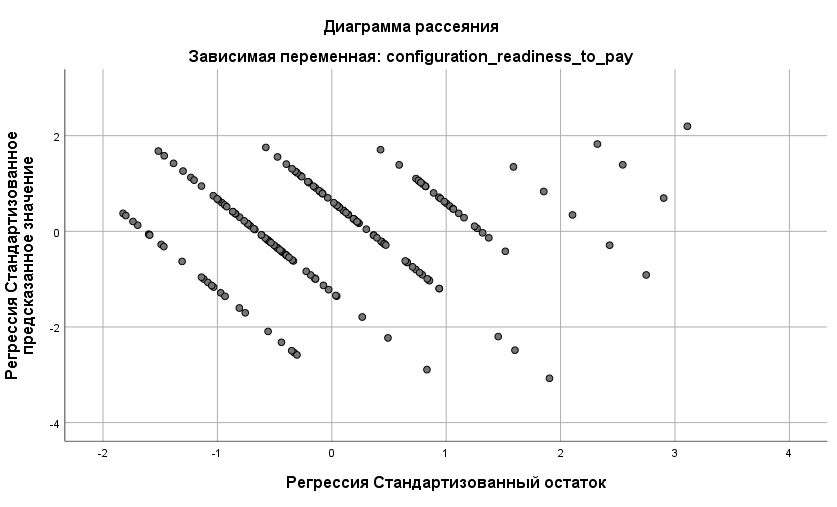 Диаграмма рассеяния
Зависимая переменная: configuration_readiness_to_pay
Регрессия Стандартизованное
предсказанное значение
2
0
-2
-4
-2
-1
0
1
2
3
4
Регрессия Стандартизованный остаток